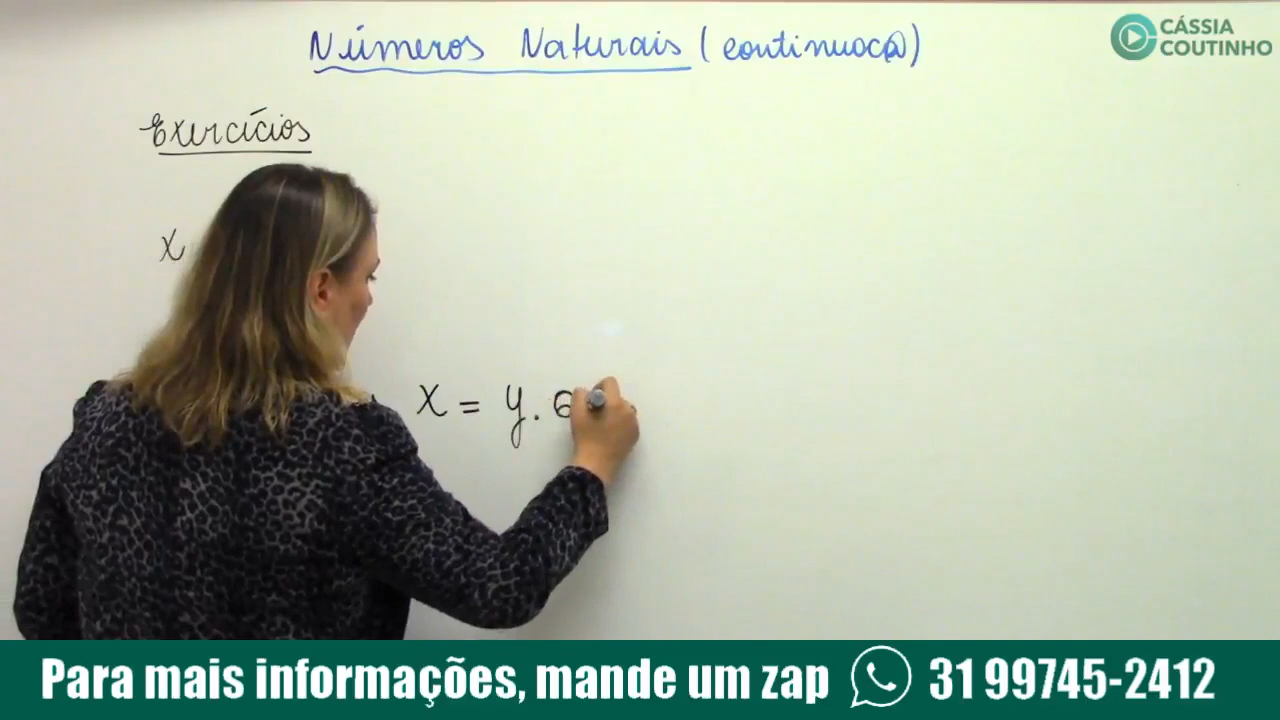 Números Naturais (continuação)
CÁSSIA
COUTINHO
Exercícios
x
x = y . 6
Para mais informações, mande um zap 31 99745-2412